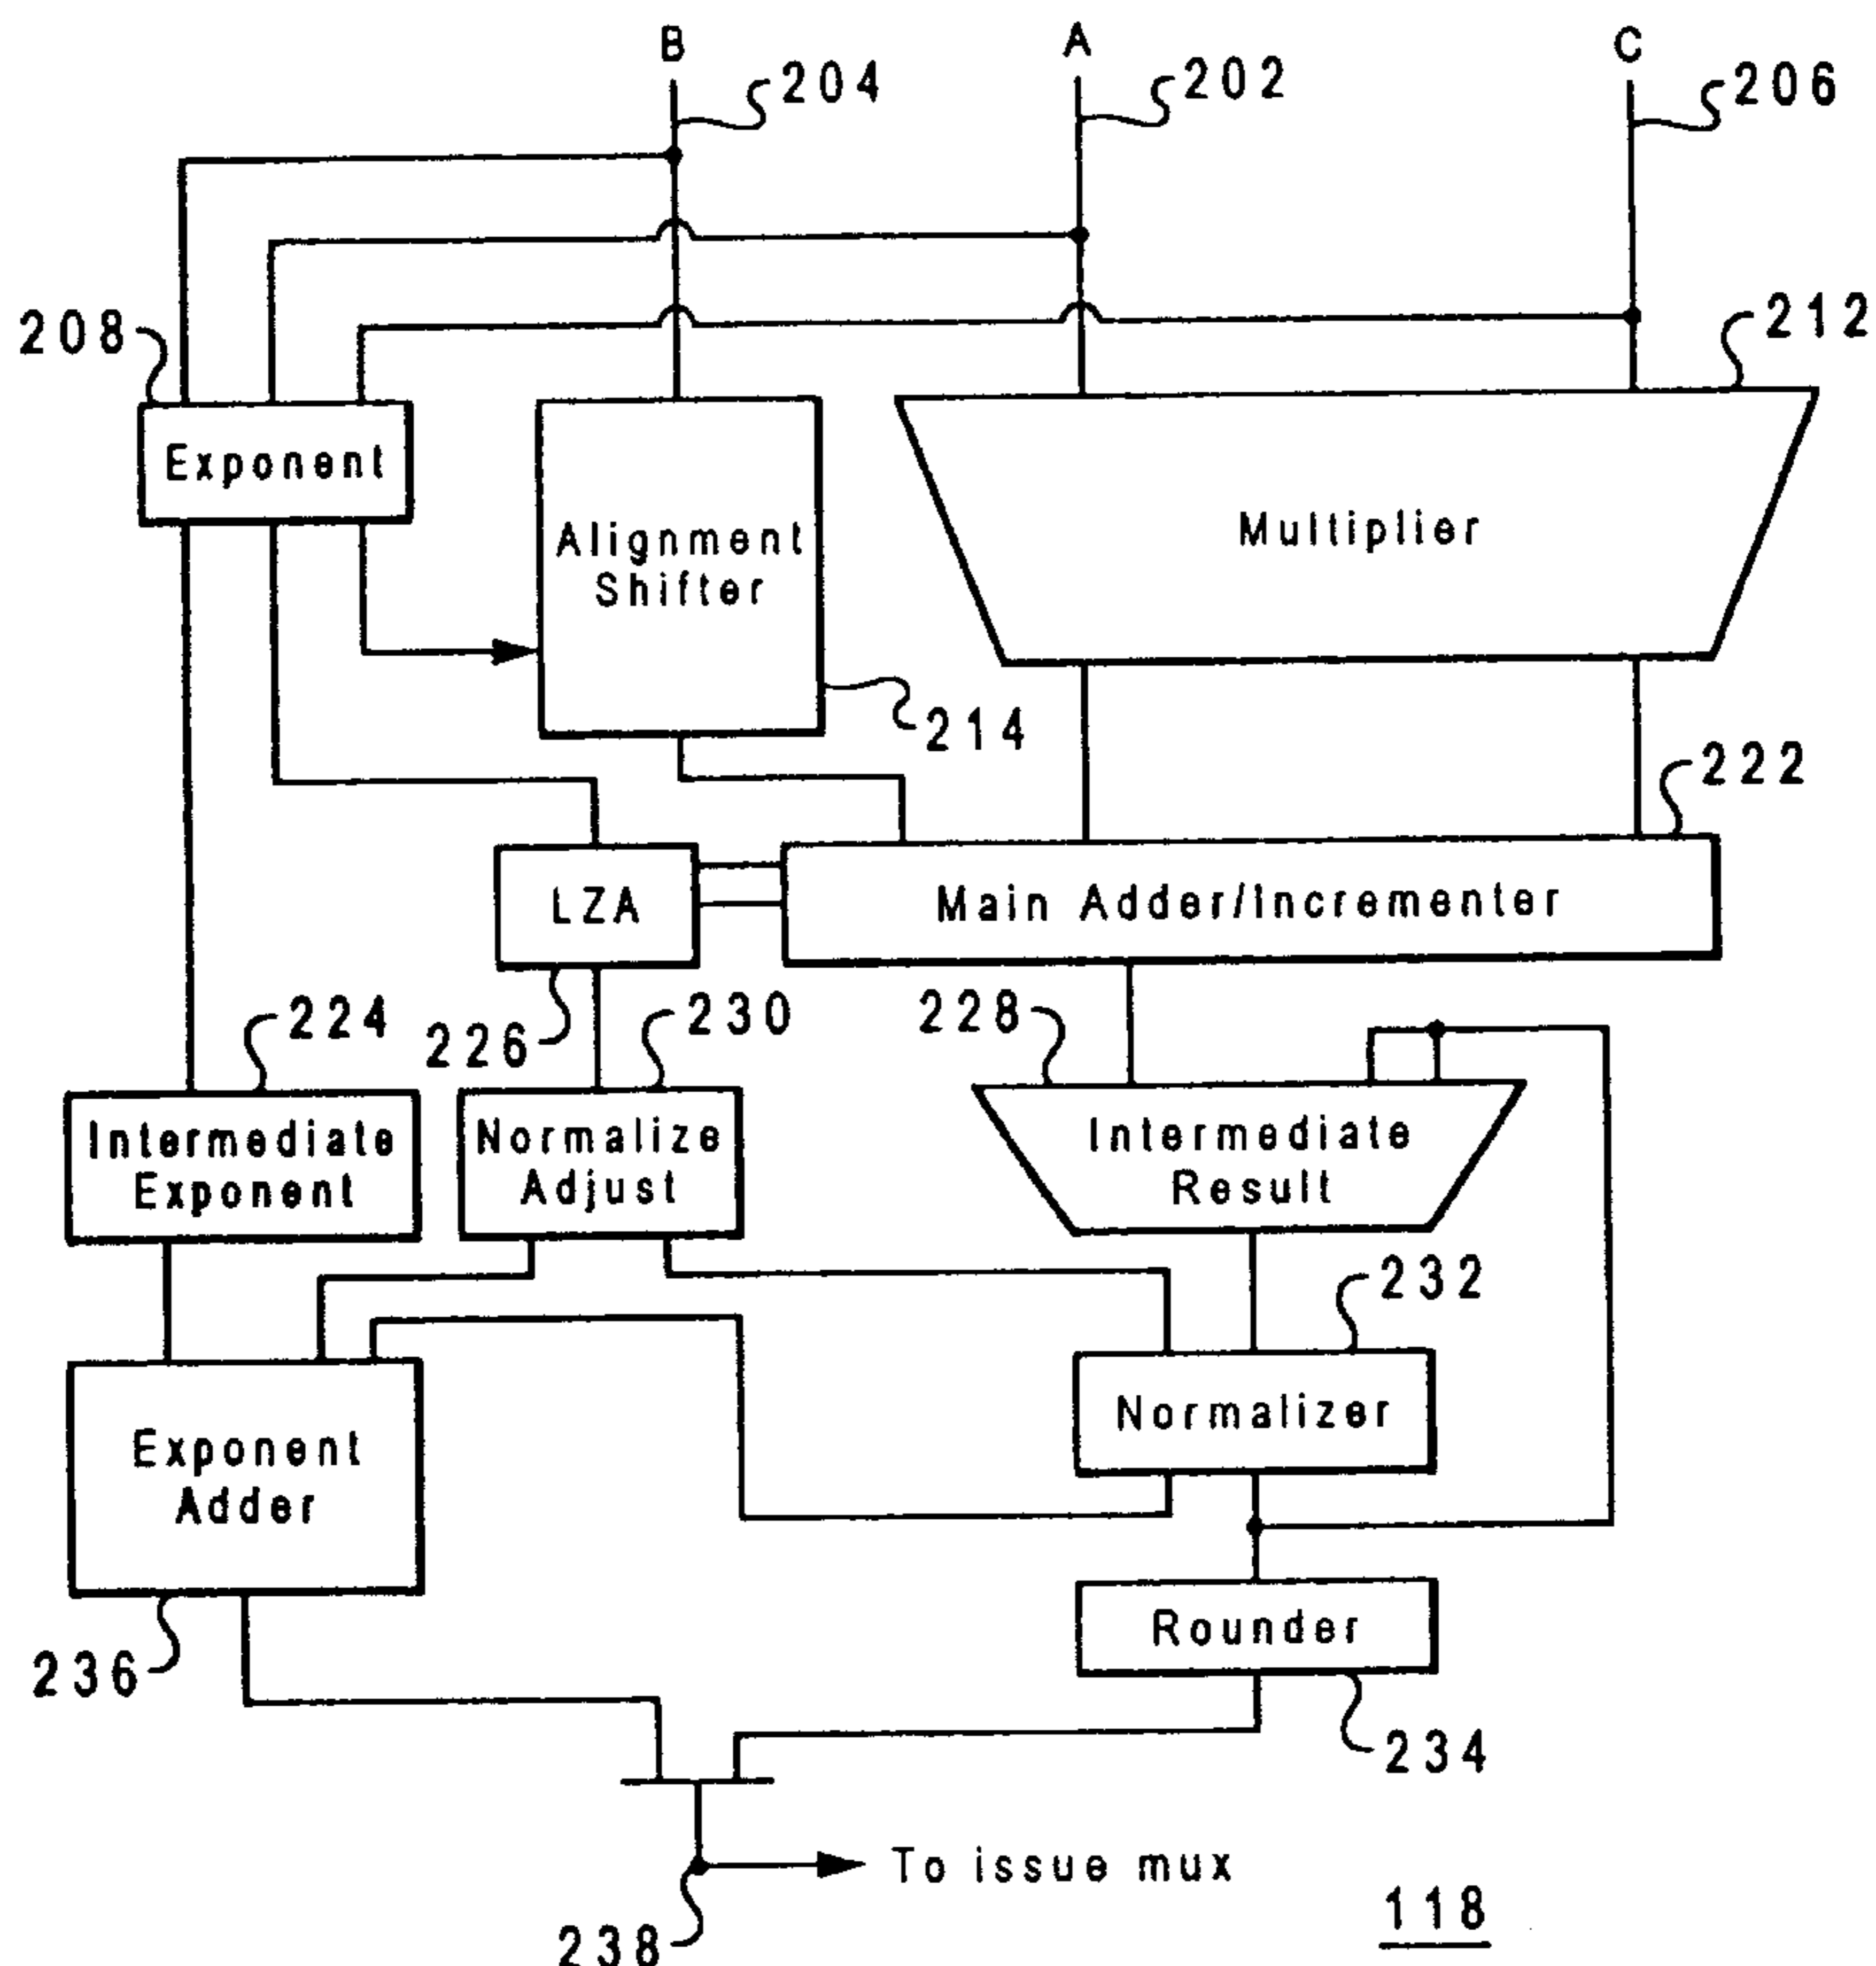 B
A
C
204
202
206
208
212
Exponent
Alignment
Shifter
Multiplier
214
222
LZA
Main Adder/Incrementer
224
226
230
228
Intermediate
Exponent
Normalize
Adjust
Intermediate
Result
232
Normalizer
Exponent
Adder
Rounder
236
234
To issue mux
238
118